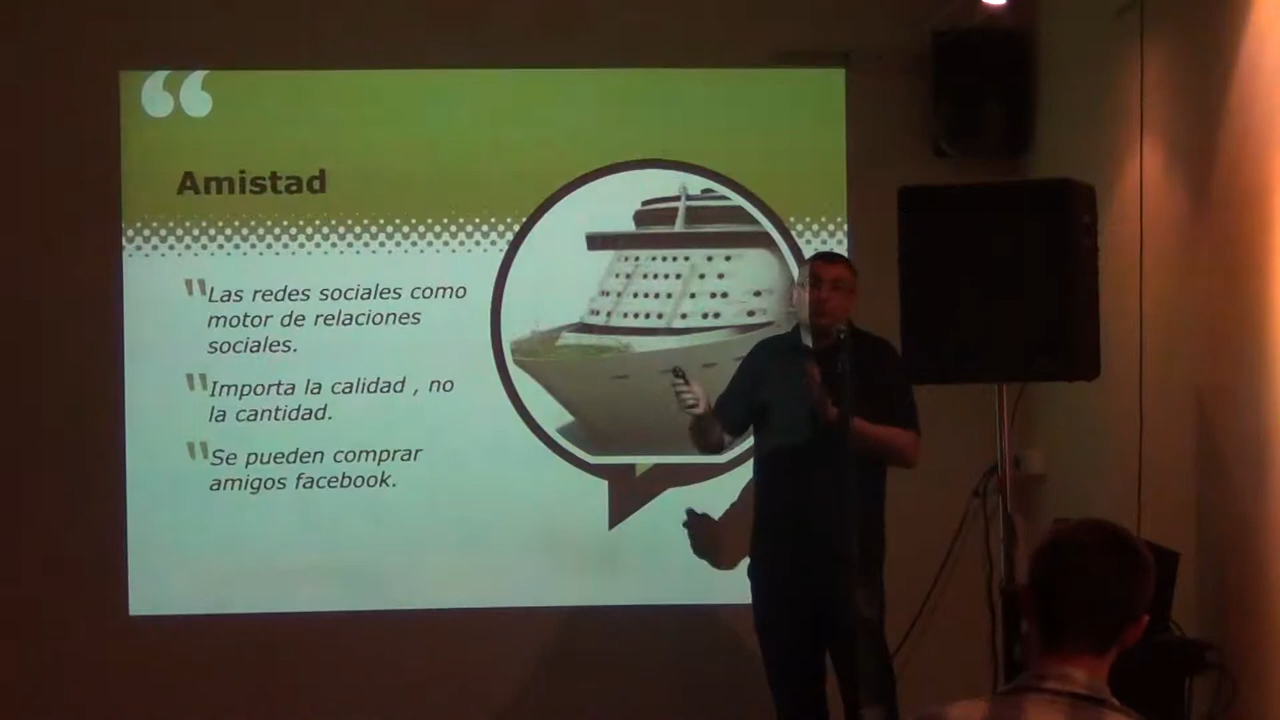 Amistad
"Las redes sociales como
motor de relaciones
sociales.
"Importa la calidad , no
la cantidad.
"Se pueden comprar
amigos facebook.